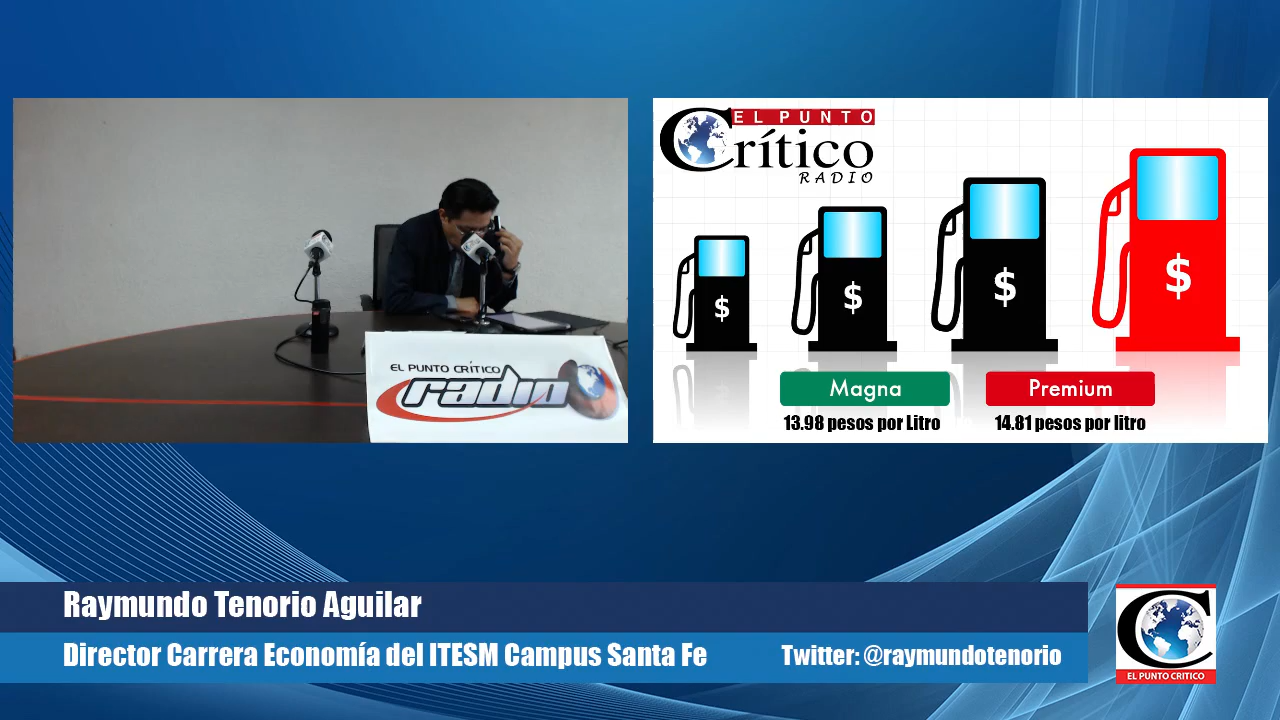 EL PUNTO CRÍTICO
radio
EL PUNTO
Crítico
RADIO
$
$
$
$
Magna
Premium
13.98 pesos por Litro
14.81 pesos por litro
Raymundo Tenorio Aguilar
Director Carrera Economía del ITESM Campus Santa Fe
Twitter: @raymundotenorio
C
EL PUNTO CRITICO